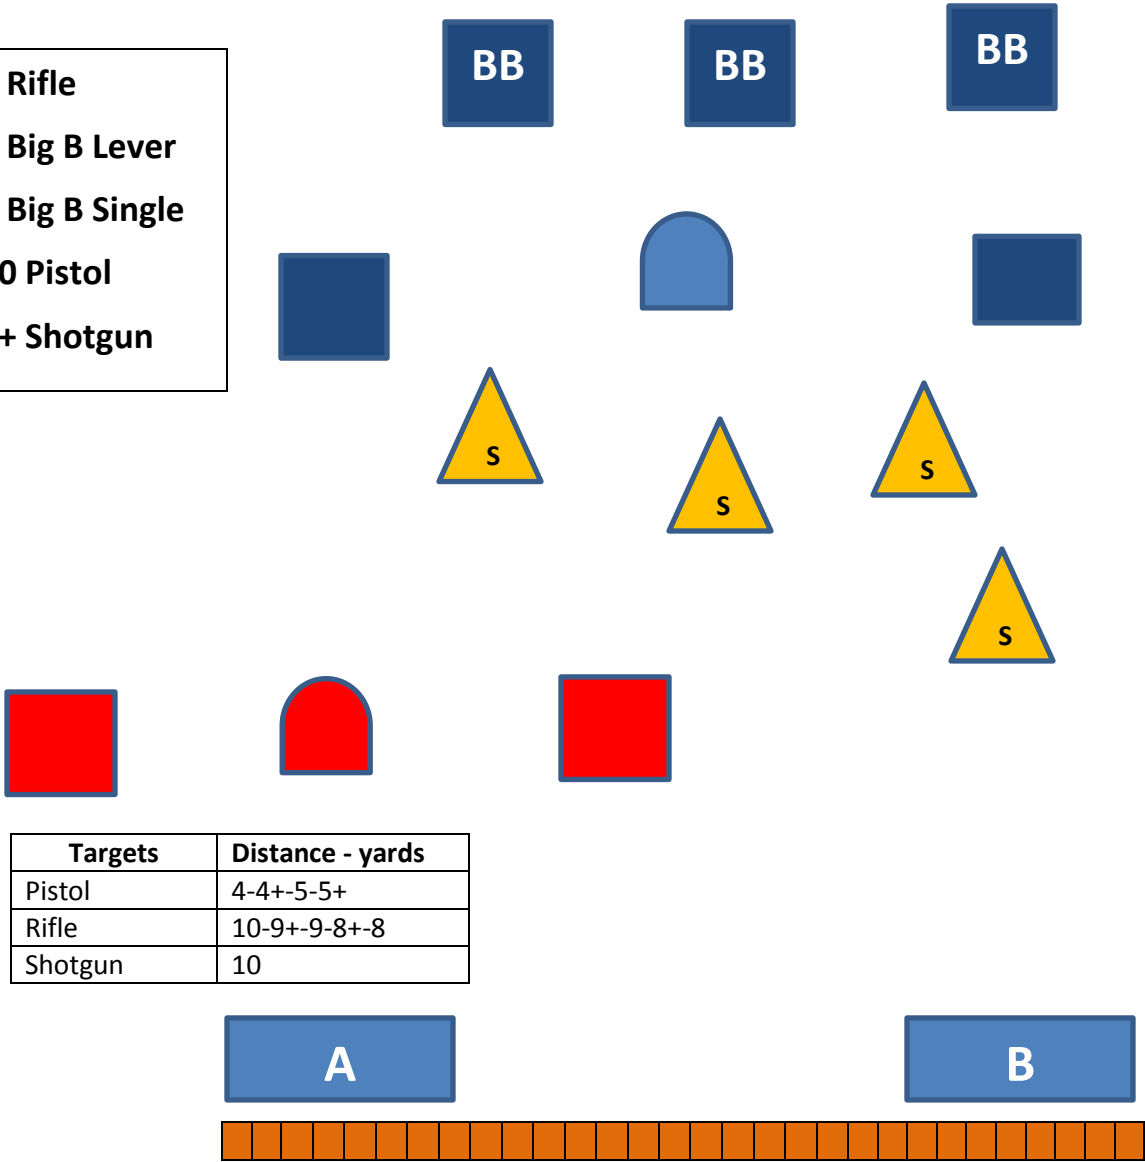 BB BB BB
Rifle
Big B Lever
Big B Single
0 Pistol
+ Shotgun
S
S
S
S
Targets Distance - yards
Pistol 4-4+-5-5+
Rifle 10-9+-9-8+-8
Shotgun 10
A B